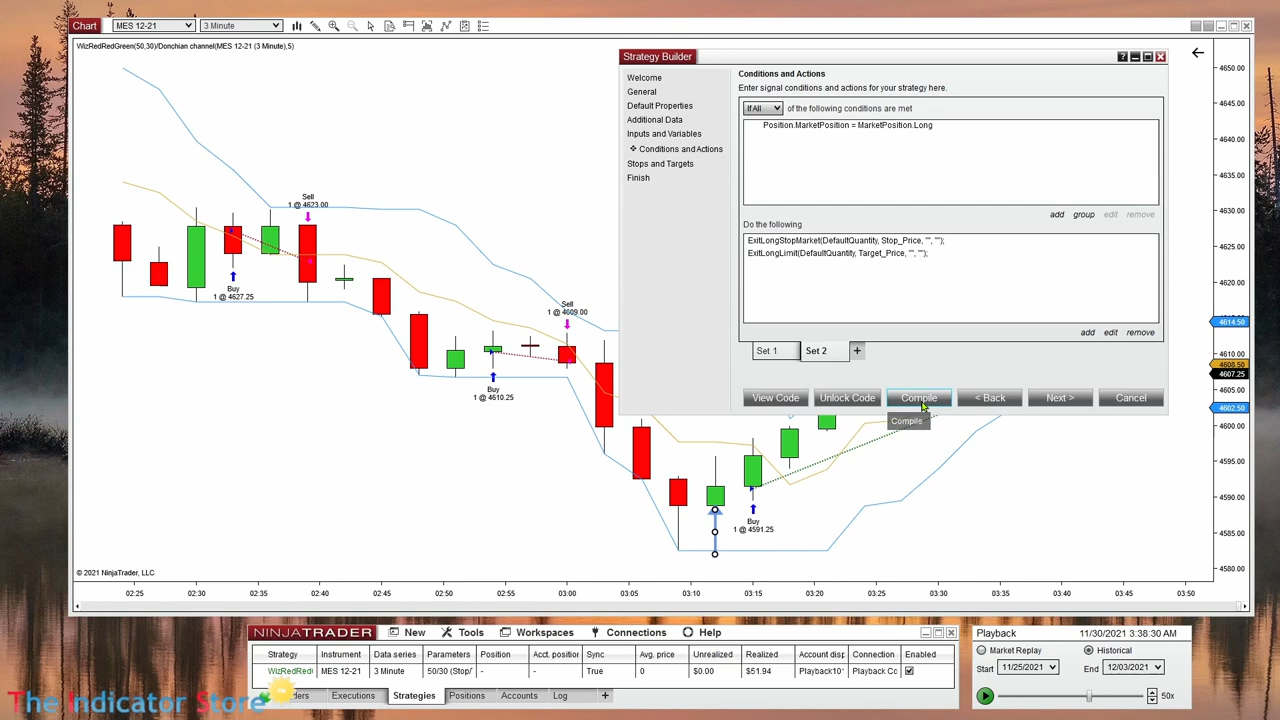 Chart
MES 12-21
3 Minute
WizRedRedGreen(50,30)/Donchian channel(MES 12-21 (3 Minute),5)
4650.00
4645.00
4640.00
4635.00
4630.00
4625.00
4620.00
4614.50
4610.00
4608.50
4607.25
4605.00
4602.50
4600.00
4595.00
4590.00
4585.00
4580.00
Sell
1 @ 4623.00
Buy
1 @ 4627.25
Sell
1 @ 4609.00
Buy
1 @ 4610.25
Buy
1 @ 4591.25
© 2021 NinjaTrader, LLC
02:25 02:30 02:35 02:40 02:45 02:50 02:55 03:00 03:05 03:10 03:15 03:20 03:25 03:30 03:35 03:40 03:45 03:50
Strategy Builder
Welcome
General
Default Properties
Additional Data
Inputs and Variables
Conditions and Actions
Stops and Targets
Finish
Conditions and Actions
Enter signal conditions and actions for your strategy here.
If All of the following conditions are met
Position.MarketPosition = MarketPosition.Long
add group edit remove
Do the following
ExitLongStopMarket(DefaultQuantity, Stop_Price, "", "");
ExitLongLimit(DefaultQuantity, Target_Price, "", "");
add edit remove
Set 1 Set 2 +
View Code Unlock Code Compile < Back Next > Cancel
Compile
NINJATRADER New Tools Workspaces Connections Help
Strategy Instrument Data series Parameters Position Acct. positio Sync Avg. price Unrealized Realized Account disp Connection Enabled
WizRedRed MES 12-21 3 Minute 50/30 (Stop/ - - True 0 $0.00 $51.94 Playback10 Playback Cc
ders Executions Strategies Positions Accounts Log +
The Indicator Store
Playback 11/30/2021 3:38:30 AM
Market Replay Historical
Start 11/25/2021 End 12/03/2021
50x